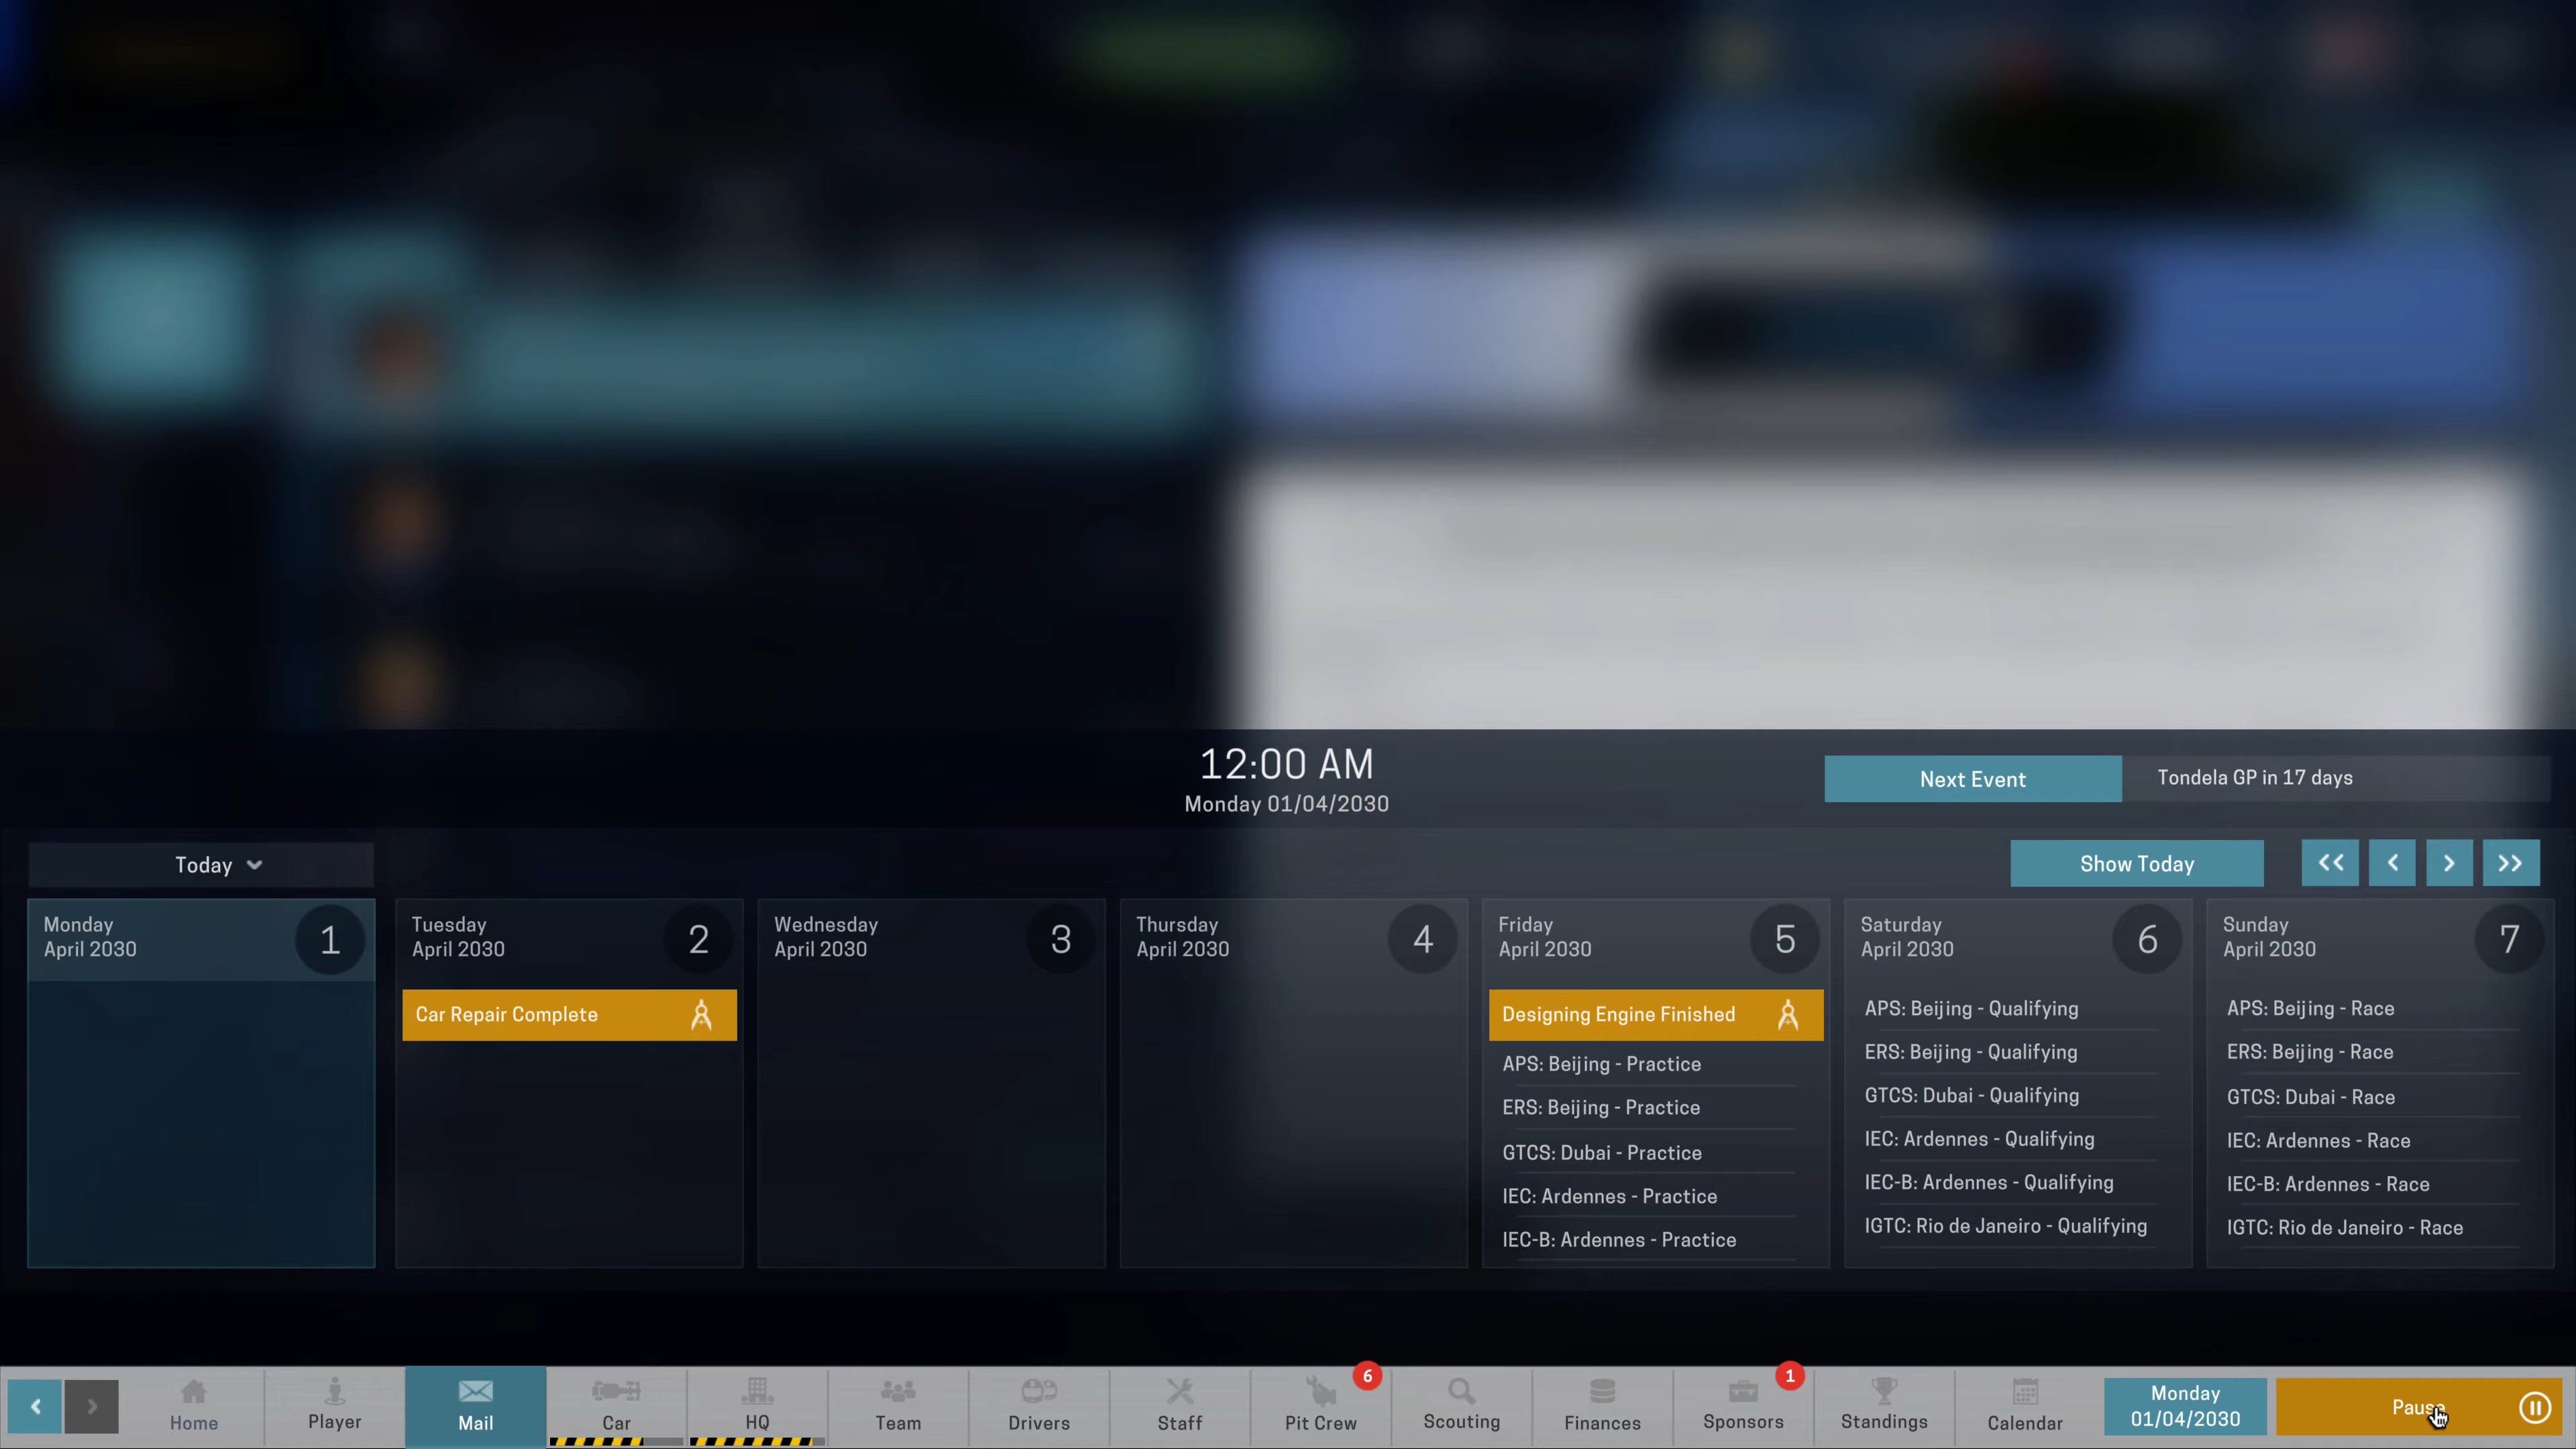 12:00 AM
Monday 01/04/2030
Next Event
Tondela GP in 17 days
Today
Show Today
Monday
April 2030
1
Tuesday
April 2030
2
Car Repair Complete
Wednesday
April 2030
3
Thursday
April 2030
4
Friday
April 2030
5
Designing Engine Finished
APS: Beijing - Practice
ERS: Beijing - Practice
GTCS: Dubai - Practice
IEC: Ardennes - Practice
IEC-B: Ardennes - Practice
Saturday
April 2030
6
APS: Beijing - Qualifying
ERS: Beijing - Qualifying
GTCS: Dubai - Qualifying
IEC: Ardennes - Qualifying
IEC-B: Ardennes - Qualifying
IGTC: Rio de Janeiro - Qualifying
Sunday
April 2030
7
APS: Beijing - Race
ERS: Beijing - Race
GTCS: Dubai - Race
IEC: Ardennes - Race
IEC-B: Ardennes - Race
IGTC: Rio de Janeiro - Race
Home
Player
Mail
Car
HQ
Team
Drivers
Staff
Pit Crew
6
Scouting
Finances
Sponsors
1
Standings
Calendar
Monday
01/04/2030
Pause